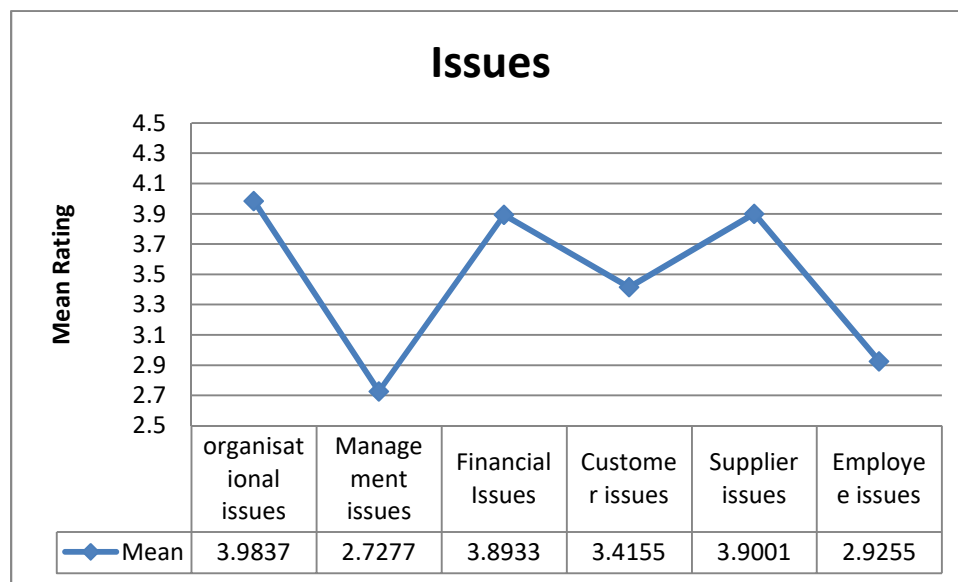 Issues
Mean Rating
4.5
4.3
4.1
3.9
3.7
3.5
3.3
3.1
2.9
2.7
2.5
organisat
ional
issues
Manage
ment
issues
Financial
Issues
Custome
r issues
Supplier
issues
Employe
e issues
Mean 3.9837 2.7277 3.8933 3.4155 3.9001 2.9255